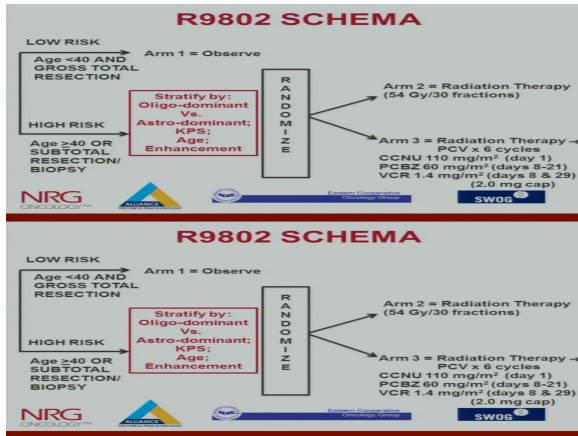 R9802 SCHEMA
LOW RISK
Age <40 AND
GROSS TOTAL
RESECTION
Arm 1 = Observe
HIGH RISK
Age ≥40 OR
SUBTOTAL
RESECTION/
BIOPSY
Stratify by:
Oligo-dominant
Vs.
Astro-dominant;
KPS;
Age;
Enhancement
RANDOMIZE
Arm 2 = Radiation Therapy
(54 Gy/30 fractions)
Arm 3 = Radiation Therapy →
PCV x 6 cycles
CCNU 110 mg/m² (day 1)
PCBZ 60 mg/m² (days 8-21)
VCR 1.4 mg/m² (days 8 & 29)
(2.0 mg cap)
NRG
ONCOLOGY™
ALLIANCE
Eastern Cooperative
Oncology Group
SWOG
R9802 SCHEMA
LOW RISK
Age <40 AND
GROSS TOTAL
RESECTION
Arm 1 = Observe
HIGH RISK
Age ≥40 OR
SUBTOTAL
RESECTION/
BIOPSY
Stratify by:
Oligo-dominant
Vs.
Astro-dominant;
KPS;
Age;
Enhancement
RANDOMIZE
Arm 2 = Radiation Therapy
(54 Gy/30 fractions)
Arm 3 = Radiation Therapy →
PCV x 6 cycles
CCNU 110 mg/m² (day 1)
PCBZ 60 mg/m² (days 8-21)
VCR 1.4 mg/m² (days 8 & 29)
(2.0 mg cap)
NRG
ONCOLOGY™
ALLIANCE
Eastern Cooperative
Oncology Group
SWOG